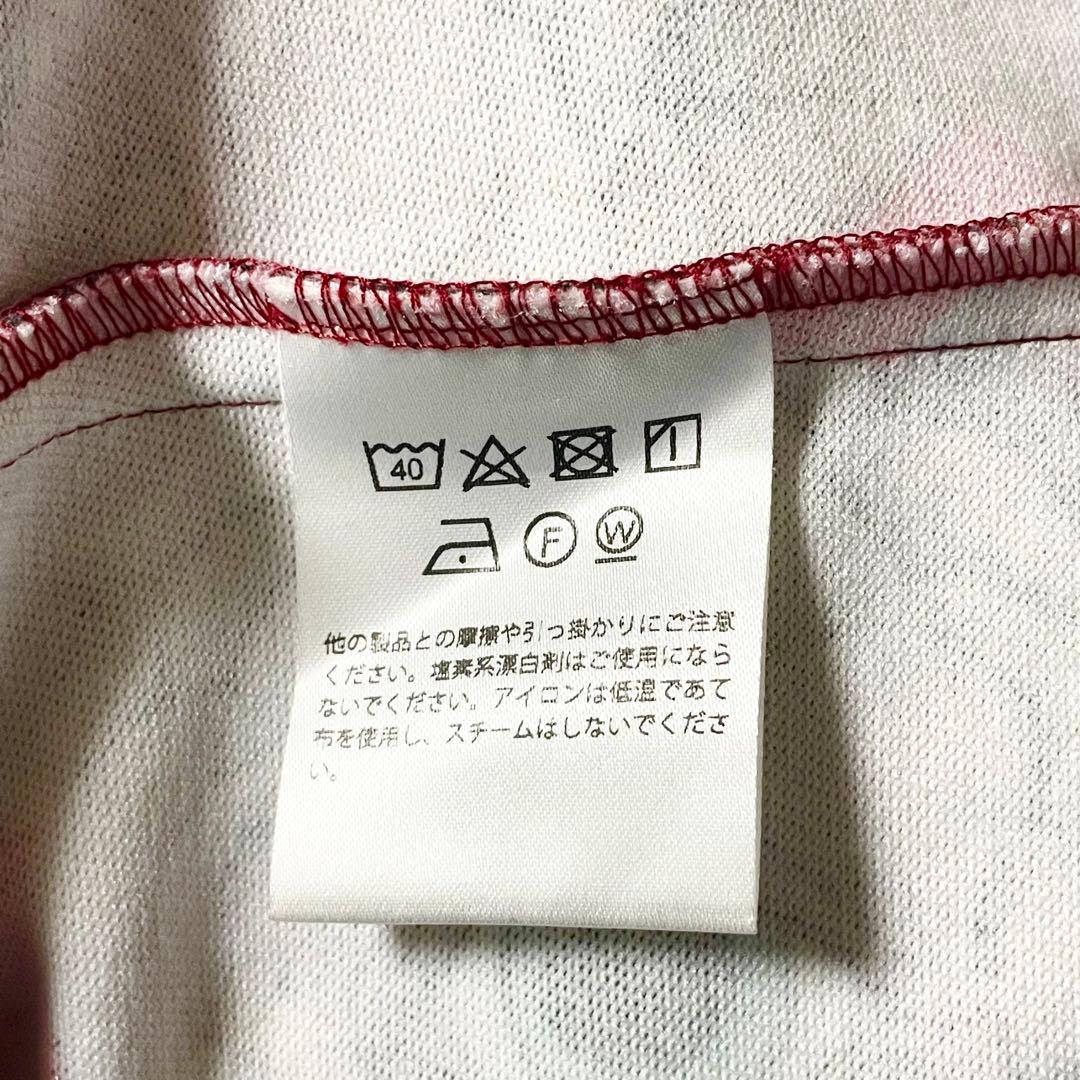 40
F W
他の製品との摩擦や引っ掛かりにご注意
ください。塩素系漂白剤はご使用になら
ないでください。アイロンは低温であて
布を使用し、スチームはしないでくださ
い。